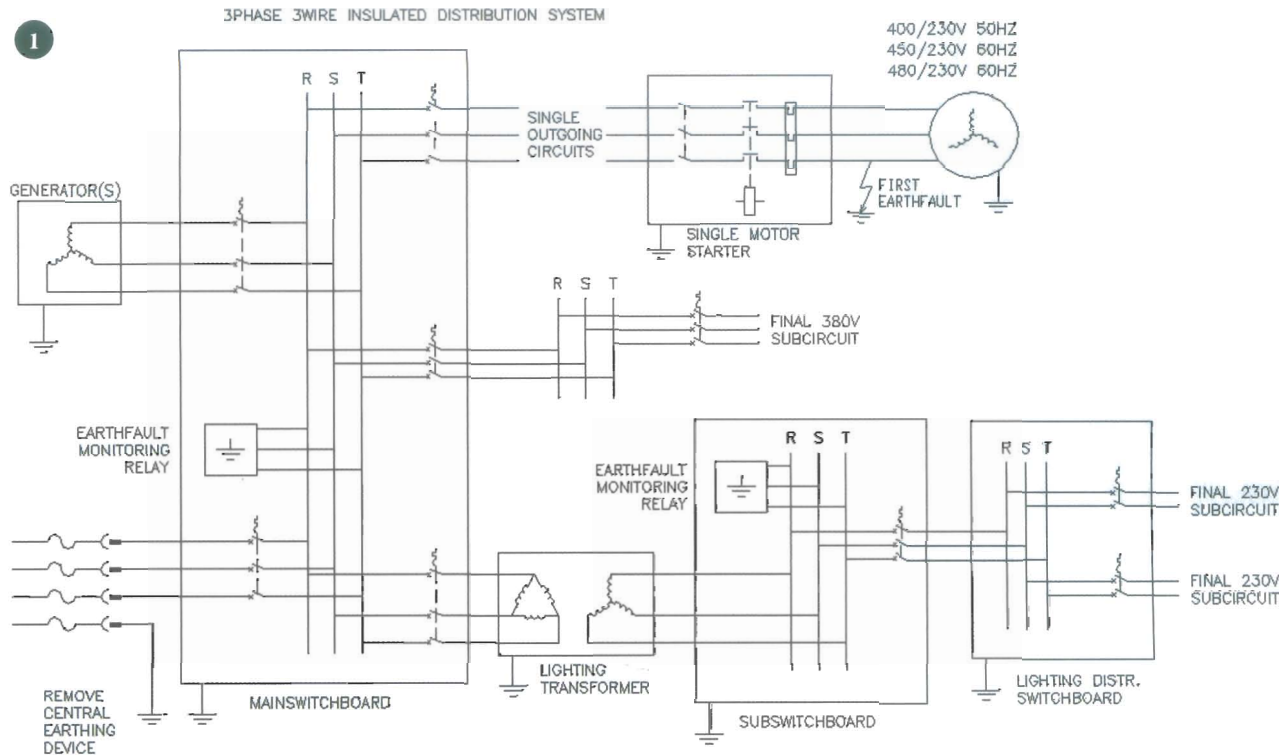 3PHASE 3WIRE INSULATED DISTRIBUTION SYSTEM
1
400/230V 50HZ
450/230V 60HZ
480/230V 60HZ
R S T
SINGLE
OUTGOING
CIRCUITS
GENERATOR(S)
FIRST
EARTHFAULT
SINGLE MOTOR
STARTER
R S T
FINAL 380V
SUBCIRCUIT
EARTHFAULT
MONITORING
RELAY
R S T
EARTHFAULT
MONITORING
RELAY
R S T
FINAL 230V
SUBCIRCUIT
FINAL 230V
SUBCIRCUIT
LIGHTING
TRANSFORMER
LIGHTING DISTR.
SWITCHBOARD
REMOVE
CENTRAL
EARTHING
DEVICE
MAINSWITCHBOARD
SUBSWITCHBOARD